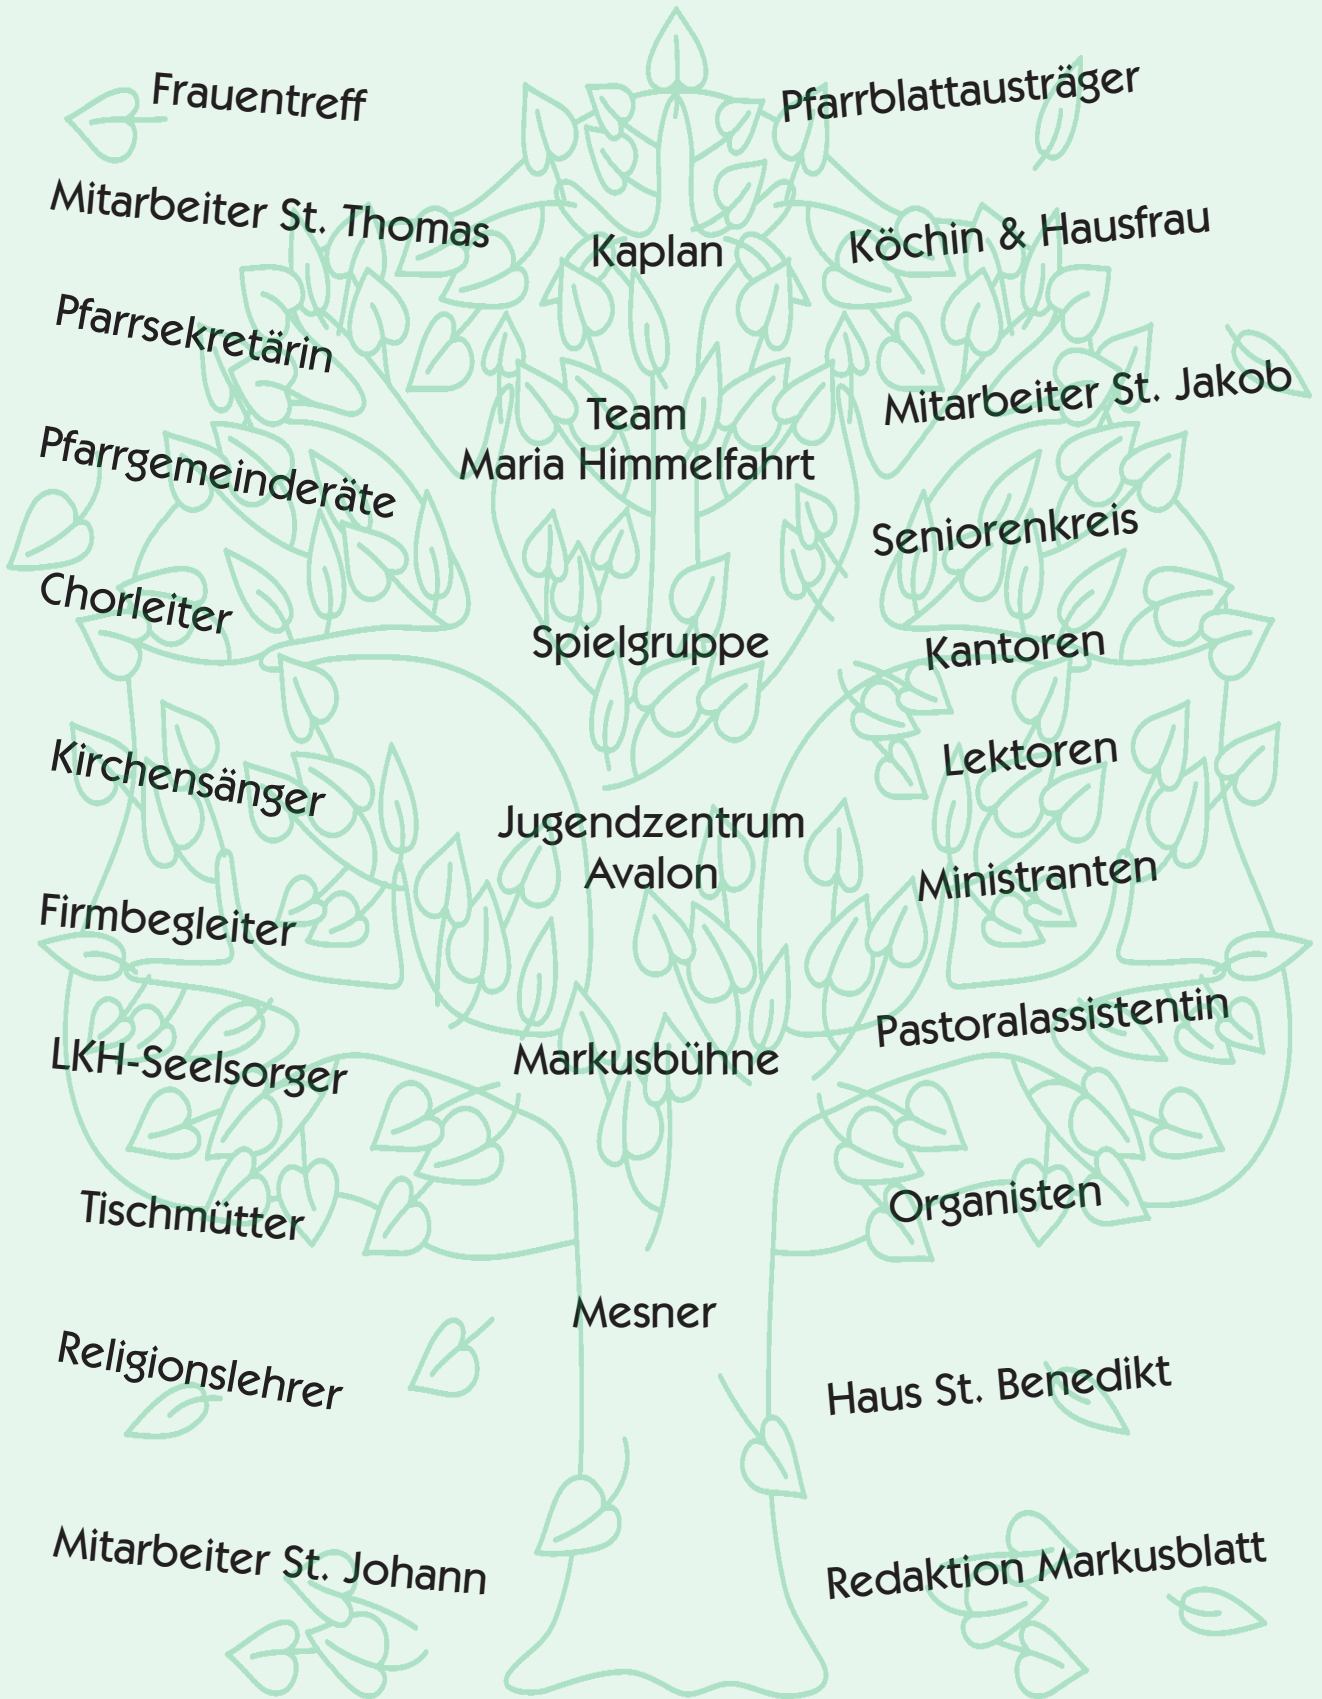 Frauentreff
Pfarrblattausträger
Mitarbeiter St. Thomas
Kaplan
Köchin & Hausfrau
Pfarrsekretärin
Team
Maria Himmelfahrt
Mitarbeiter St. Jakob
Pfarrgemeinderäte
Seniorenkreis
Chorleiter
Spielgruppe
Kantoren
Kirchensänger
Jugendzentrum
Avalon
Lektoren
Ministranten
Firmbegleiter
Pastoralassistentin
LKH-Seelsorger
Markusbühne
Tischmütter
Organisten
Mesner
Religionslehrer
Haus St. Benedikt
Mitarbeiter St. Johann
Redaktion Markusblatt